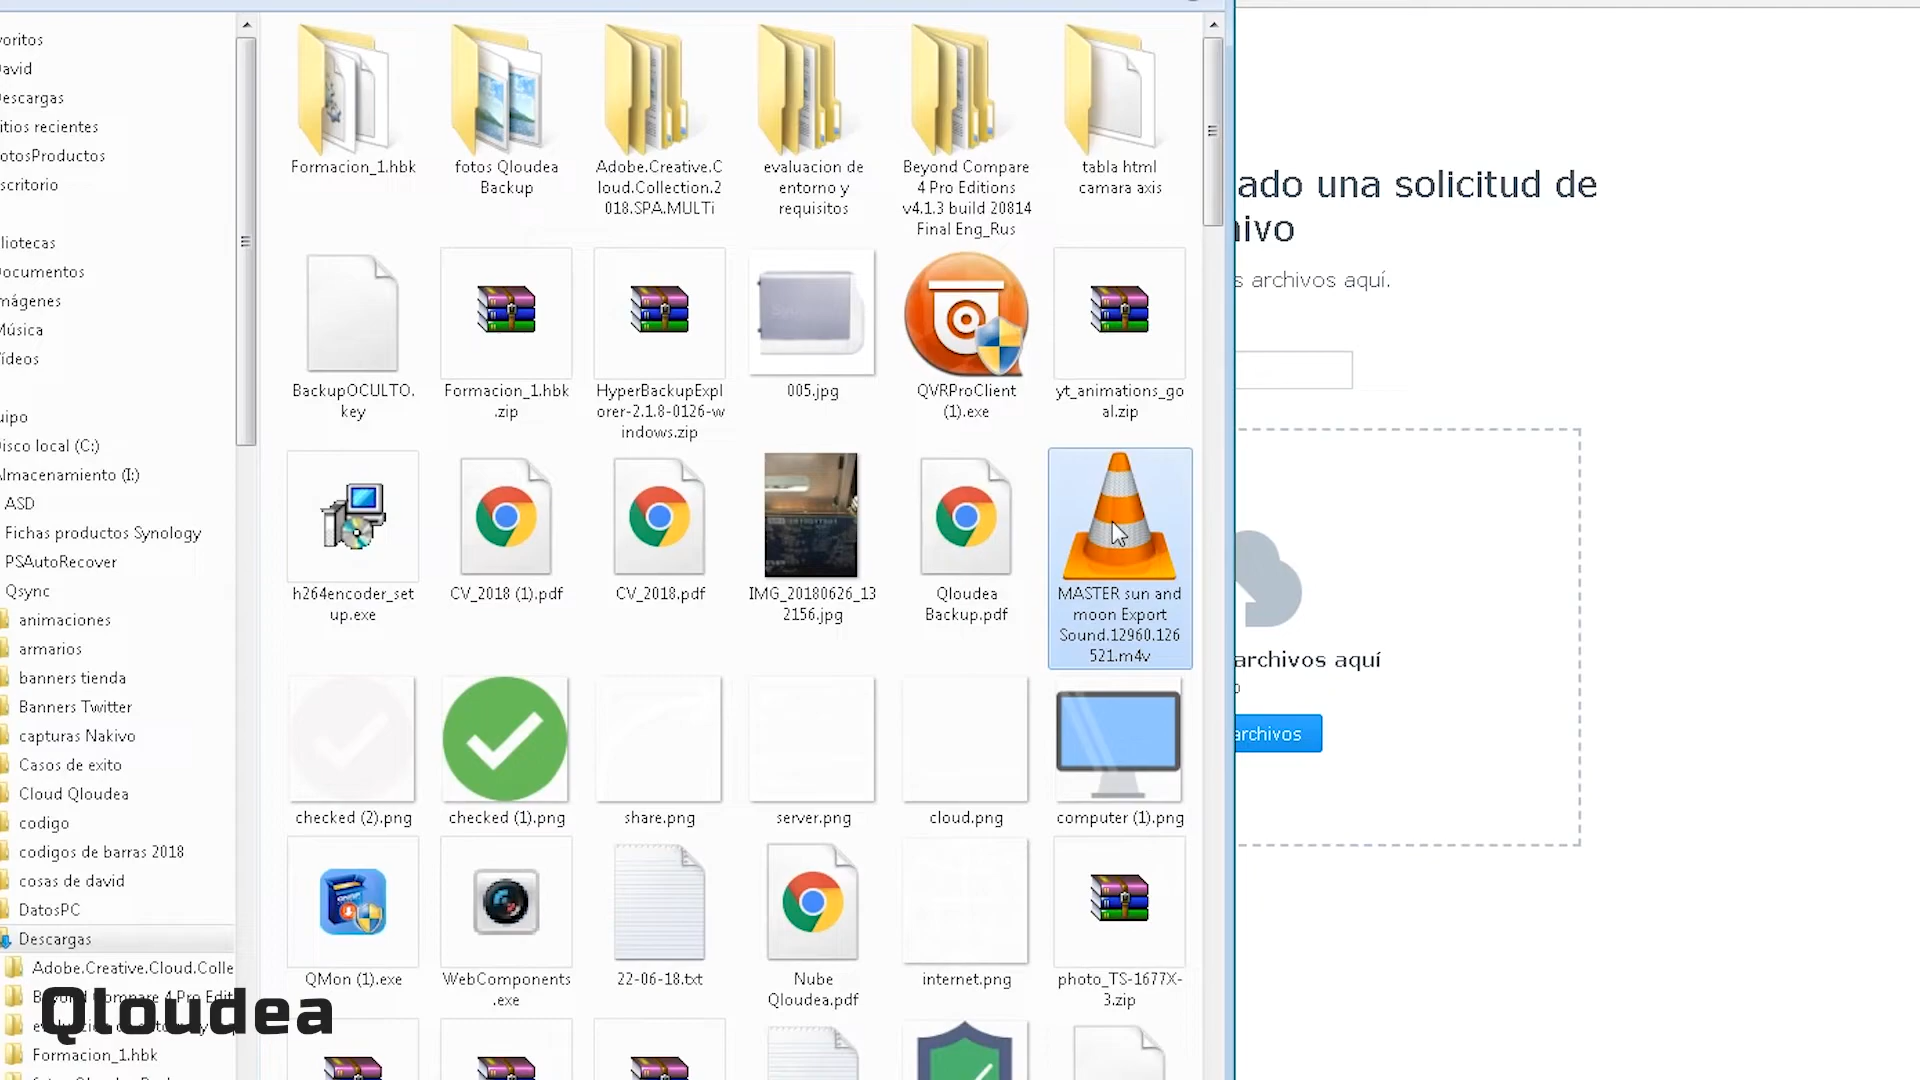 voritos
avid
escargas
itios recientes
otosProductos
scritorio
liotecas
ocumentos
mágenes
Música
ídeos
uipo
isco local (C:)
lmacenamiento (I:)
ASD
Fichas productos Synology
PSAutoRecover
Qsync
animaciones
armarios
banners tienda
Banners Twitter
capturas Nakivo
Casos de exito
Cloud Qloudea
codigo
codigos de barras 2018
cosas de david
DatosPC
Descargas
Adobe.Creative.Cloud.Colle
Beyond Compare 4 Pro Edit
Formacion_1.hbk
Qloudea
Formacion_1.hbk
fotos Qloudea
Backup
Adobe.Creative.C
loud.Collection.2
018.SPA.MULTi
evaluacion de
entorno y
requisitos
Beyond Compare
4 Pro Editions
v4.1.3 build 20814
Final Eng_Rus
tabla html
camara axis
BackupOCULTO.
key
Formacion_1.hbk
.zip
HyperBackupExpl
orer-2.1.8-0126-w
indows.zip
005.jpg
QVRProClient
(1).exe
yt_animations_go
al.zip
h264encoder_set
up.exe
CV_2018 (1).pdf
CV_2018.pdf
IMG_20180626_13
2156.jpg
Qloudea
Backup.pdf
MASTER sun and
moon Export
Sound.12960.126
521.m4v
checked (2).png
checked (1).png
share.png
server.png
cloud.png
computer (1).png
QMon (1).exe
WebComponents
.exe
22-06-18.txt
Nube
Qloudea.pdf
internet.png
photo_TS-1677X-
3.zip
ado una solicitud de
hivo
s archivos aquí.
archivos aquí
o
archivos